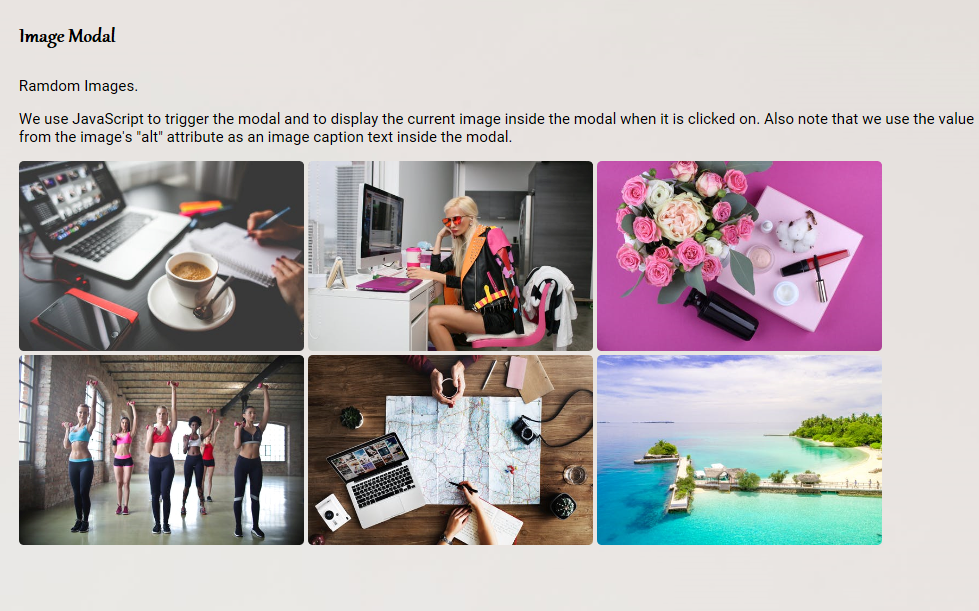 Image Modal
Ramdom Images.
We use JavaScript to trigger the modal and to display the current image inside the modal when it is clicked on. Also note that we use the value
from the image's "alt" attribute as an image caption text inside the modal.